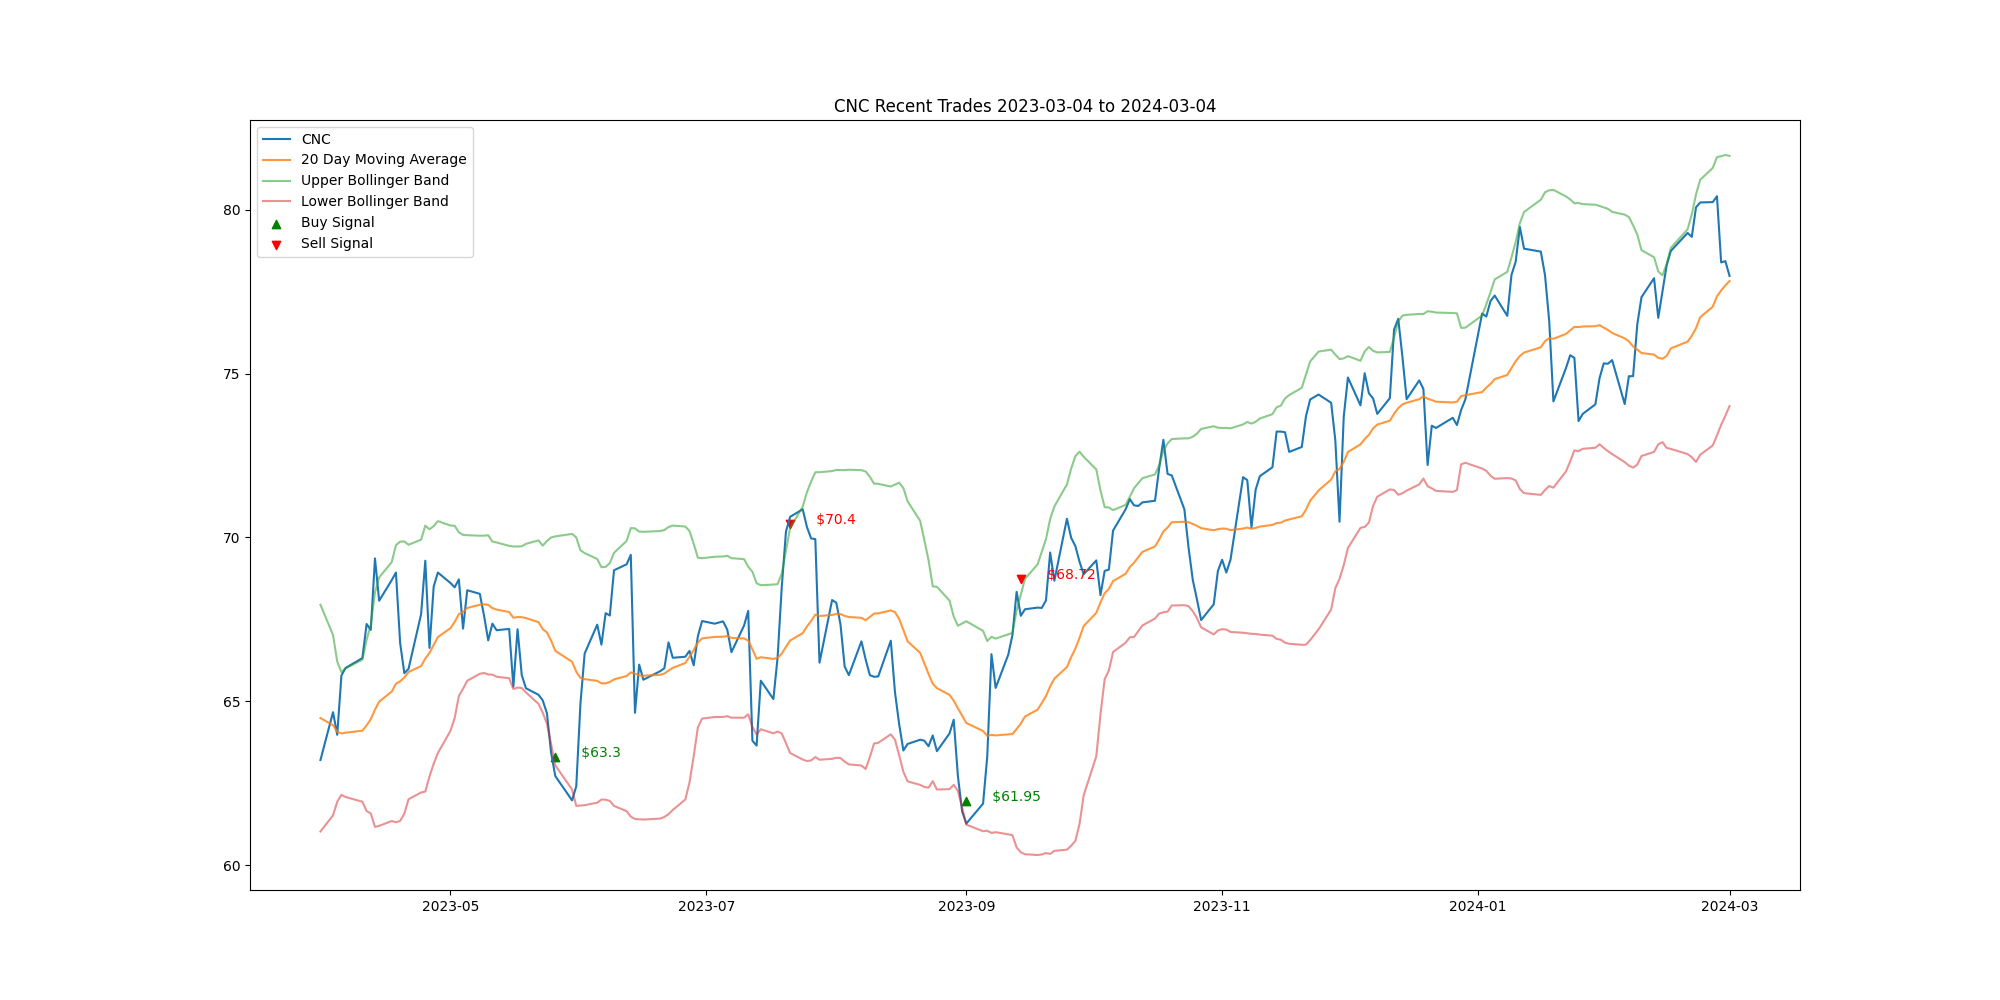 CNC Recent Trades 2023-03-04 to 2024-03-04
CNC
20 Day Moving Average
Upper Bollinger Band
Lower Bollinger Band
Buy Signal
Sell Signal
80
75
70
65
60
$70.4
$68.72
$63.3
$61.95
2023-05
2023-07
2023-09
2023-11
2024-01
2024-03